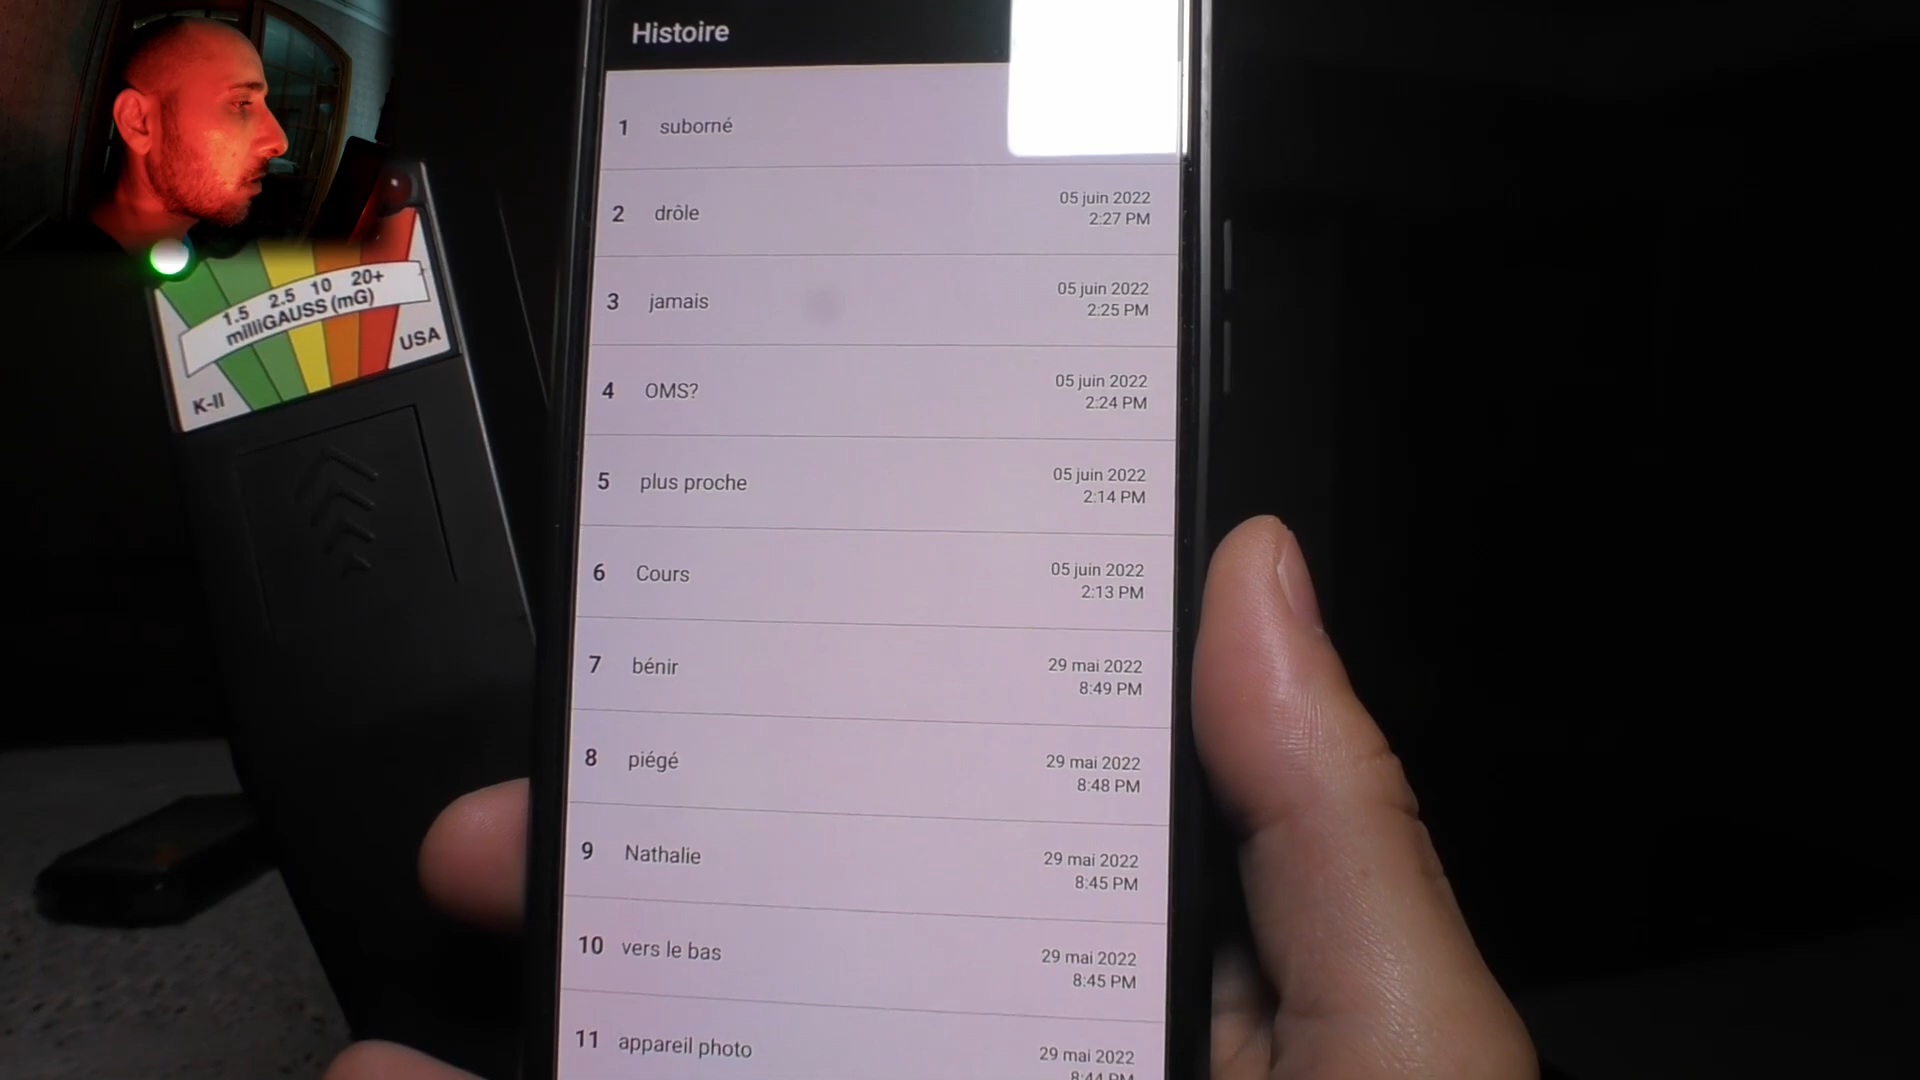 Histoire
1 suborné
2 drôle 05 juin 2022
2:27 PM
3 jamais 05 juin 2022
2:25 PM
4 OMS? 05 juin 2022
2:24 PM
5 plus proche 05 juin 2022
2:14 PM
6 Cours 05 juin 2022
2:13 PM
7 bénir 29 mai 2022
8:49 PM
8 piégé 29 mai 2022
8:48 PM
9 Nathalie 29 mai 2022
8:45 PM
10 vers le bas 29 mai 2022
8:45 PM
11 appareil photo 29 mai 2022
8:44 PM
1.5 2.5 10 20+
milliGAUSS (mG)
USA
K-II